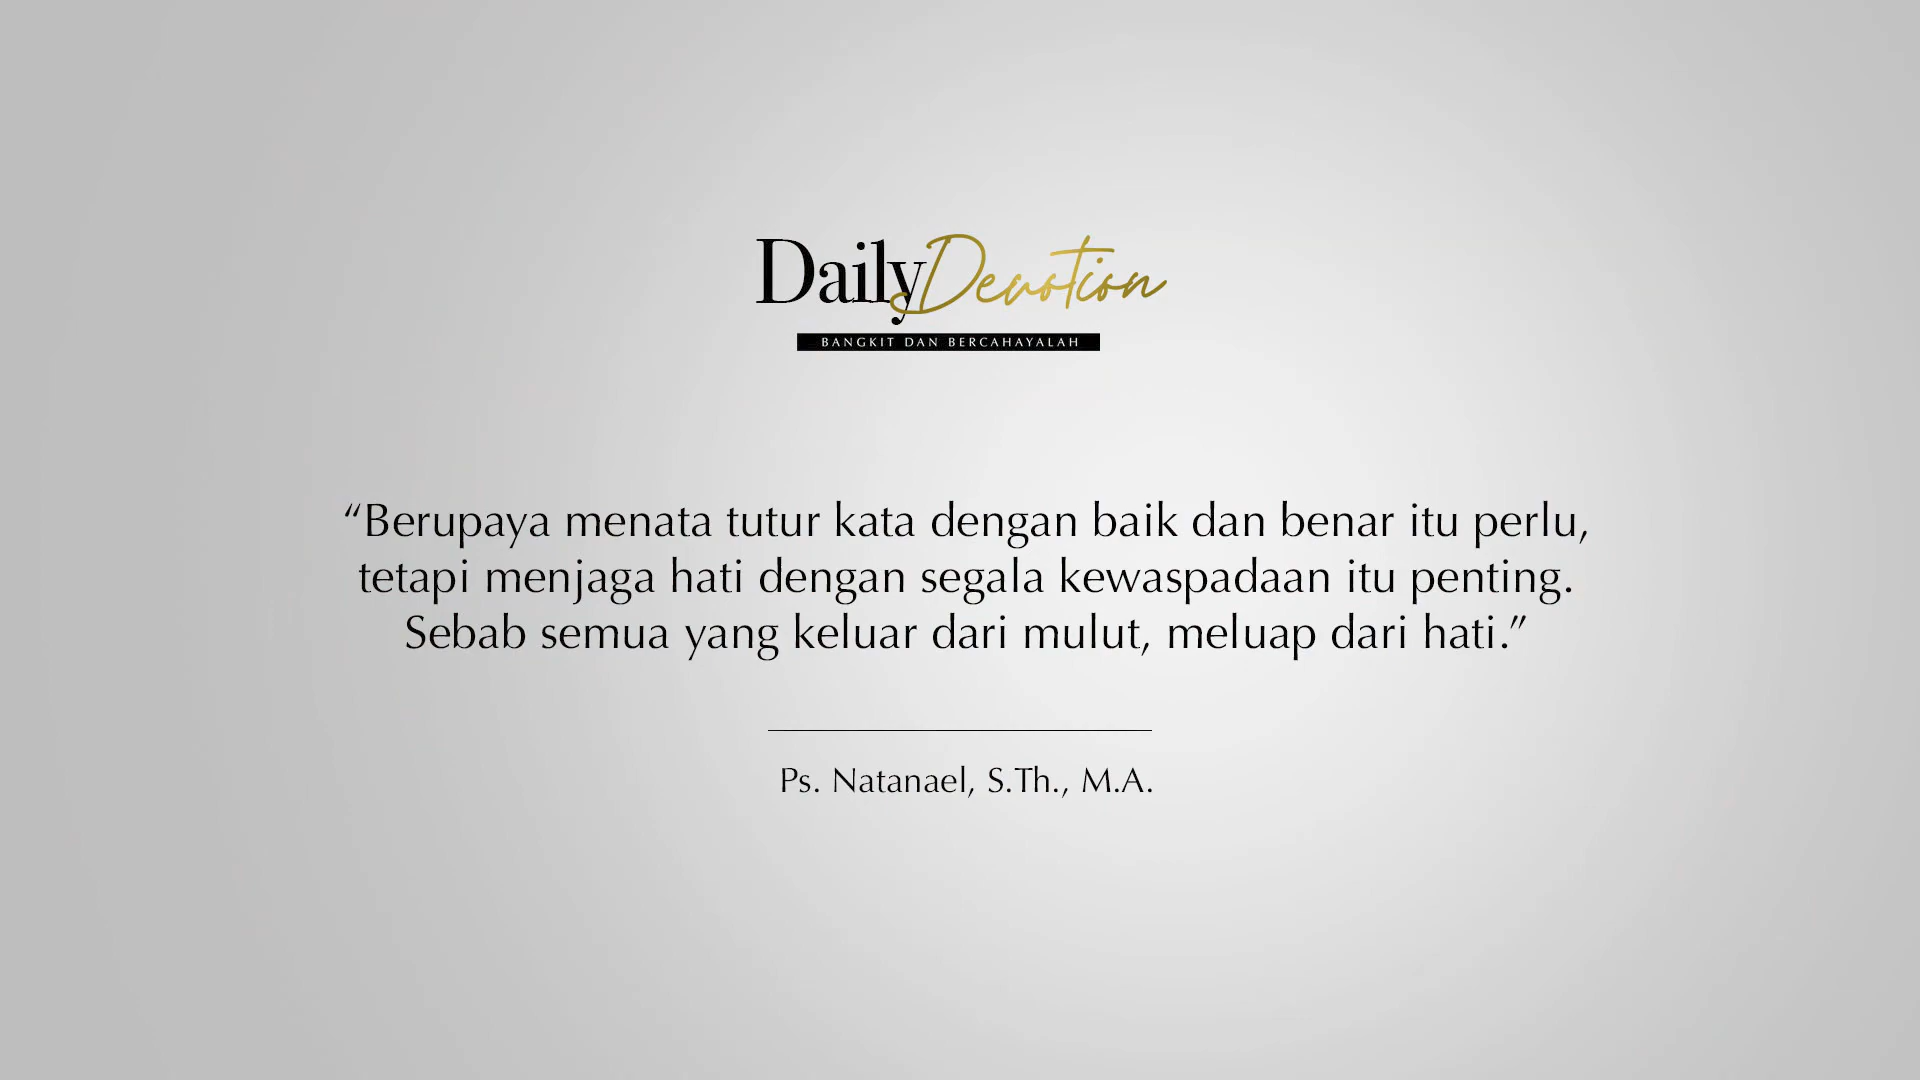 Daily Devotion
BANGKIT DAN BERCAHAYALAH
“Berupaya menata tutur kata dengan baik dan benar itu perlu,
tetapi menjaga hati dengan segala kewaspadaan itu penting.
Sebab semua yang keluar dari mulut, meluap dari hati.”
Ps. Natanael, S.Th., M.A.